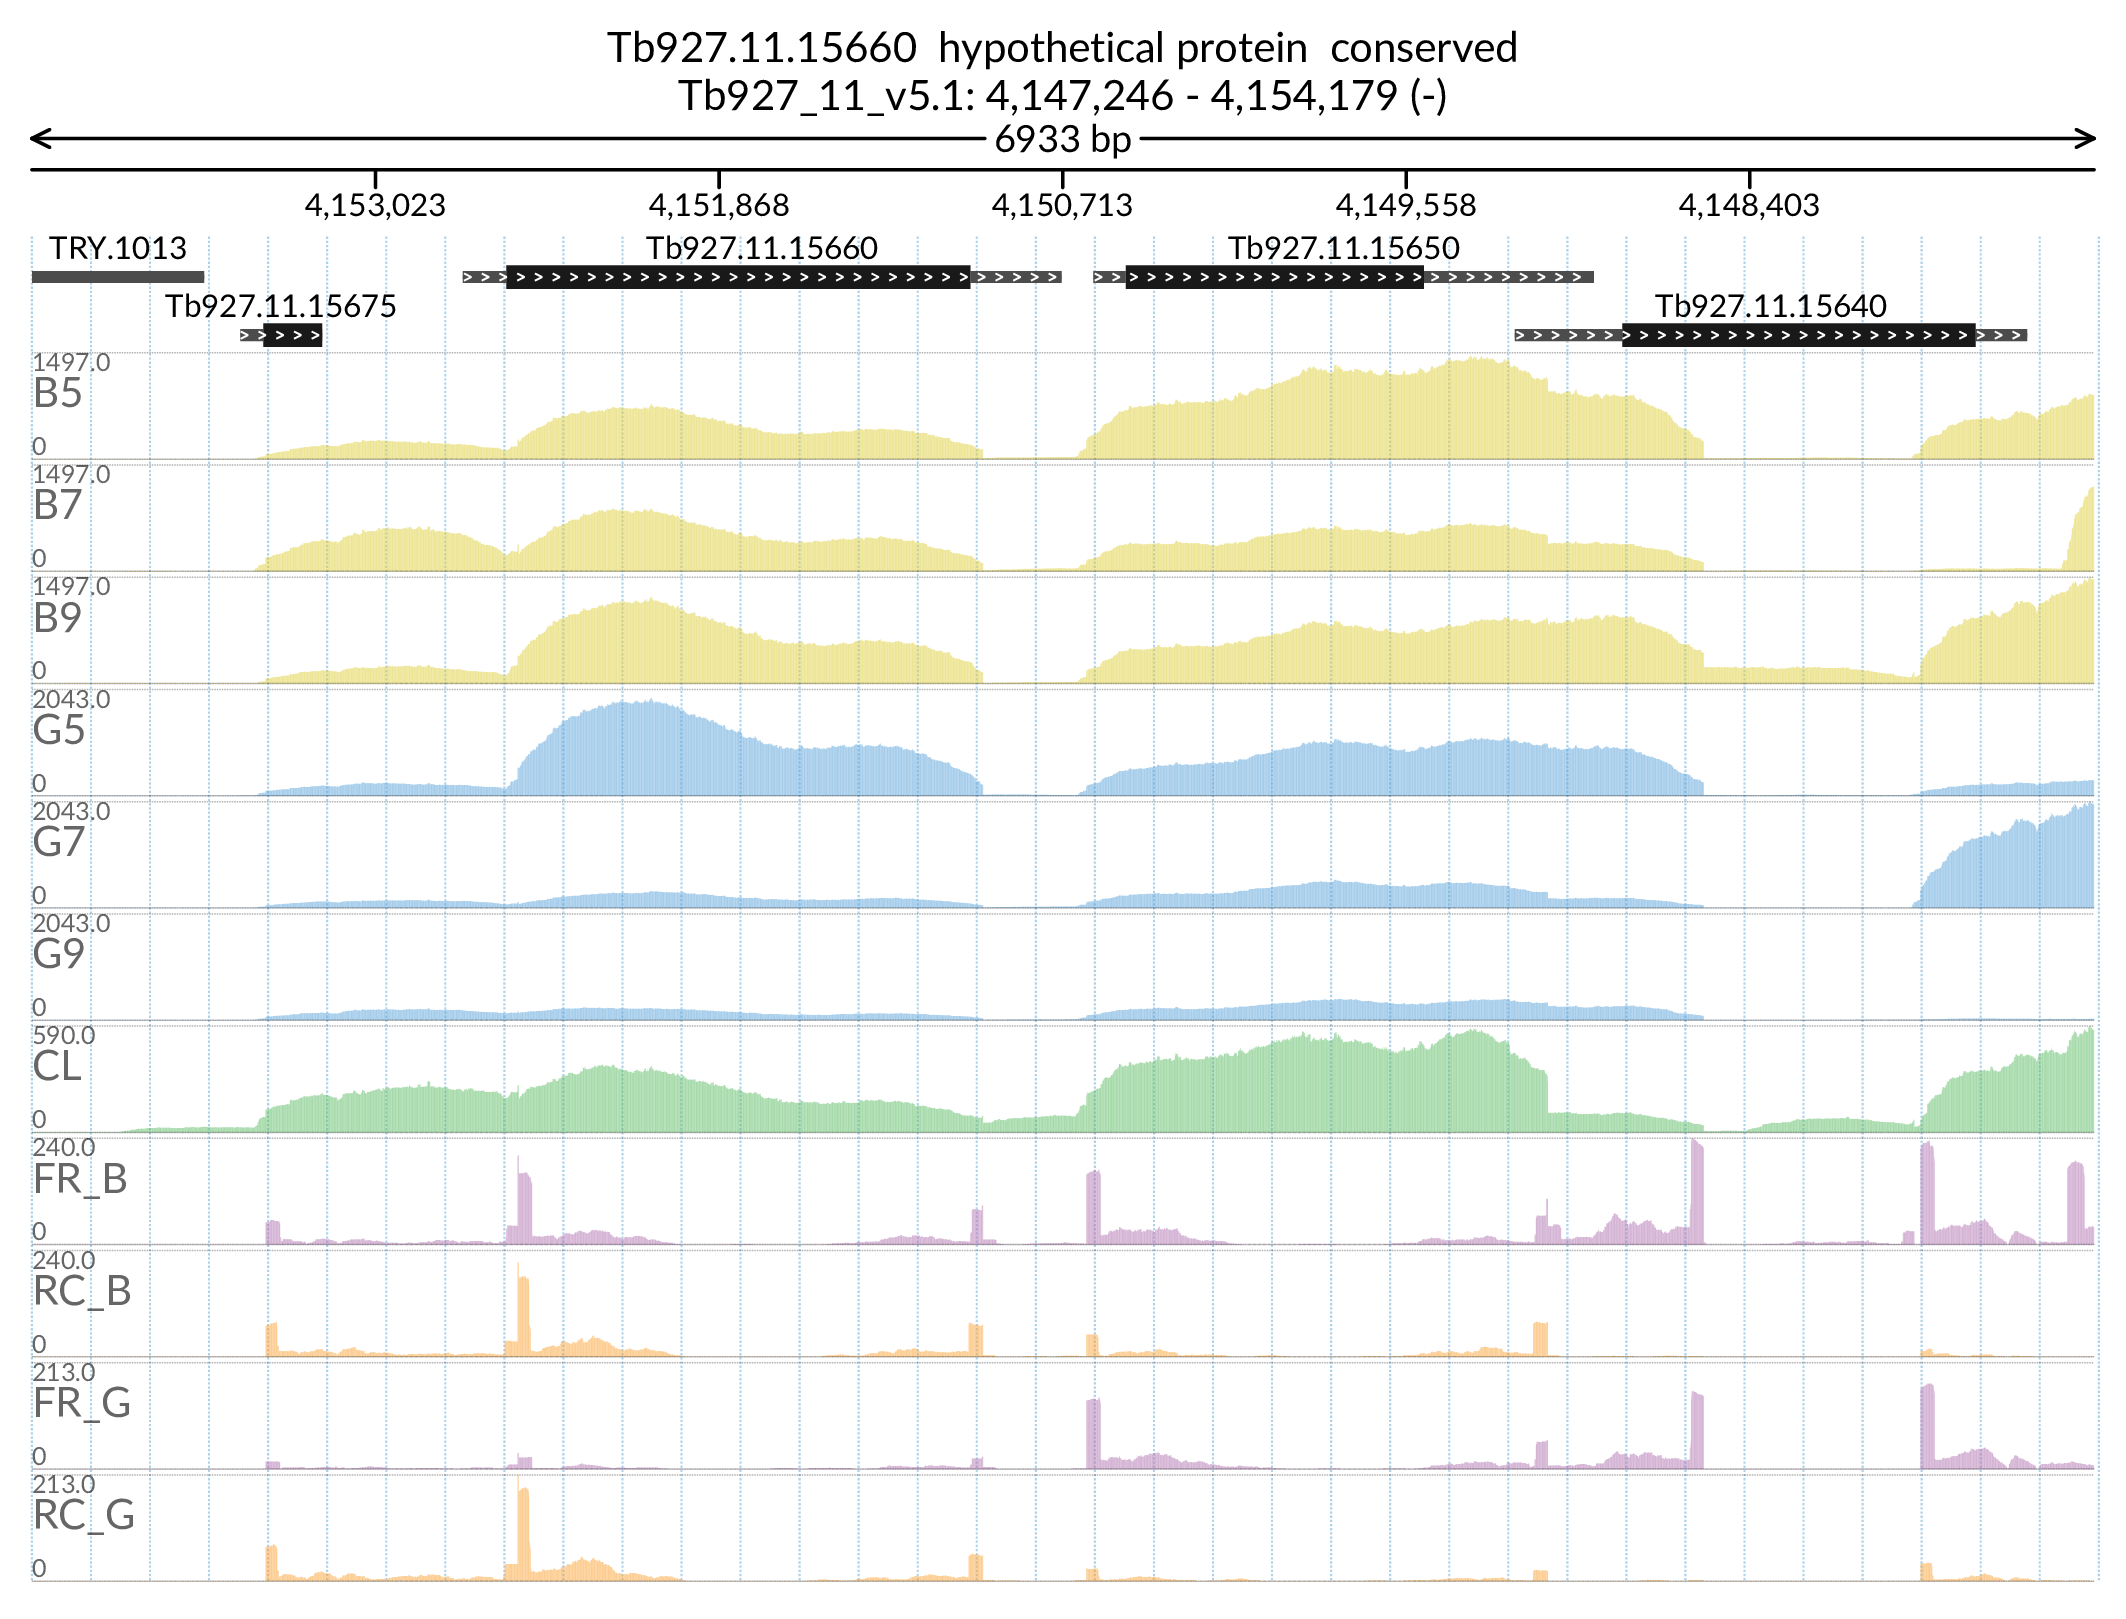 Tb927.11.15660 hypothetical protein conserved
Tb927_11_v5.1: 4,147,246 - 4,154,179 (-)
6933 bp
4,153,023 4,151,868 4,150,713 4,149,558 4,148,403
TRY.1013 Tb927.11.15660 Tb927.11.15650
Tb927.11.15675 Tb927.11.15640
1497.0
B5
0
1497.0
B7
0
1497.0
B9
0
2043.0
G5
0
2043.0
G7
0
2043.0
G9
0
590.0
CL
0
240.0
FR_B
0
240.0
RC_B
0
213.0
FR_G
0
213.0
RC_G
0